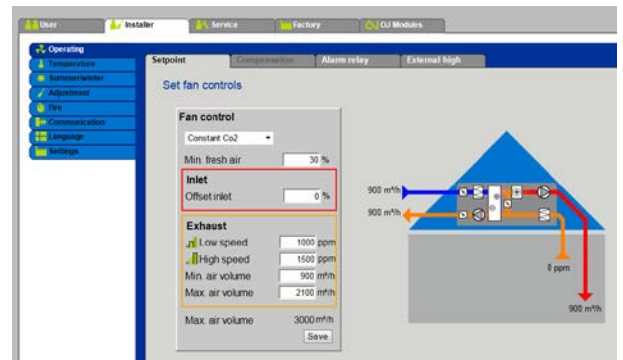 User
Installer
Service
Factory
OJ Modules
Operating
Temperature
Summer/winter
Adjustment
Fire
Communication
Language
Settings
Setpoint
Compensation
Alarm relay
External high
Set fan controls
Fan control
Constant Co2
Min. fresh air 30 %
Inlet
Offset inlet 0 %
Exhaust
Low speed 1000 ppm
High speed 1500 ppm
Min. air volume 900 m³/h
Max. air volume 2100 m³/h
Max. air volume 3000 m³/h
Save
900 m³/h
900 m³/h
0 ppm
900 m³/h